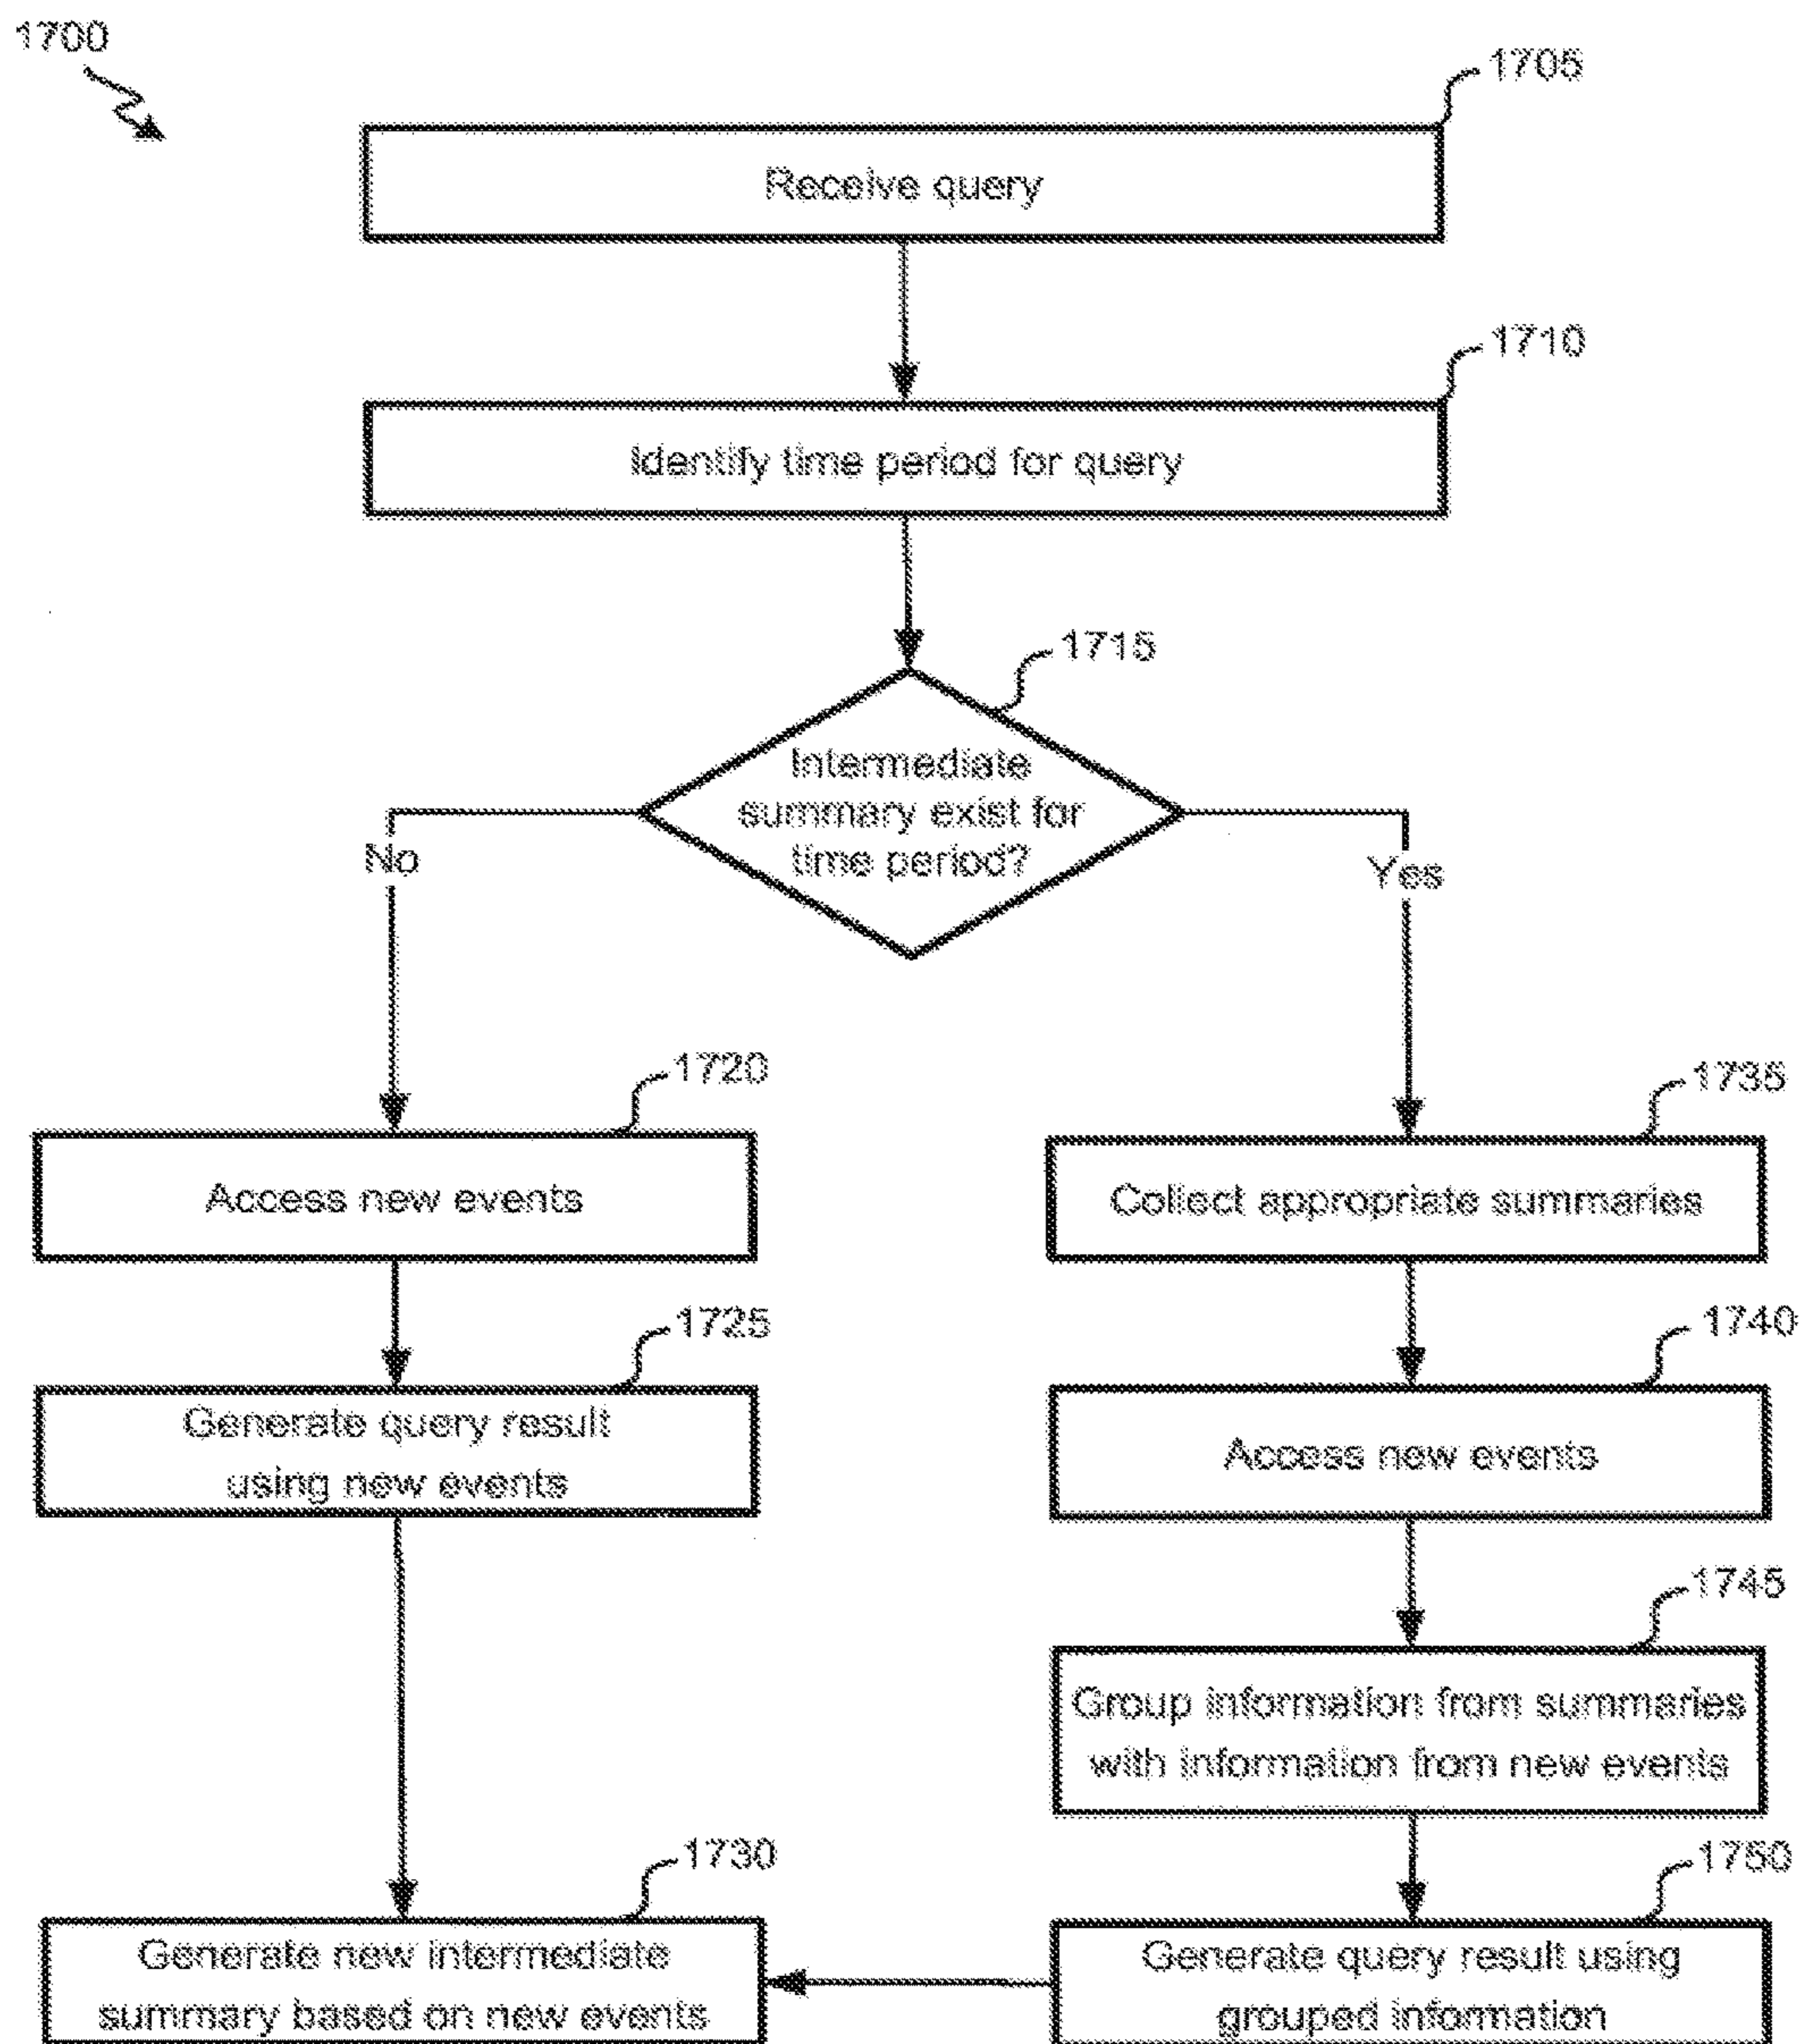 1700
1705
Receive query
1710
Identify time period for query
1715
Intermediate
summary exist for
time period?
No
Yes
1720
Access new events
1735
Collect appropriate summaries
1725
Generate query result
using new events
1740
Access new events
1745
Group information from summaries
with information from new events
1730
Generate new intermediate
summary based on new events
1750
Generate query result using
grouped information